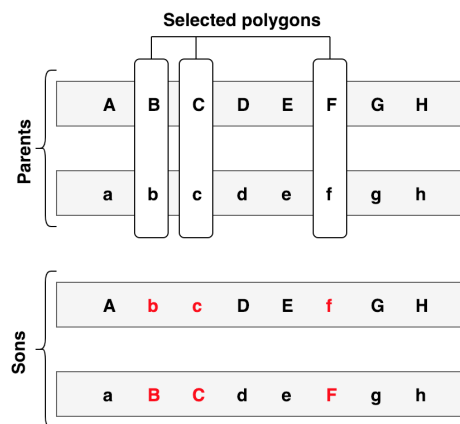 Selected polygons
Parents
A B C D E F G H
a b c d e f g h
Sons
A b c D E f G H
a B C d e F g h